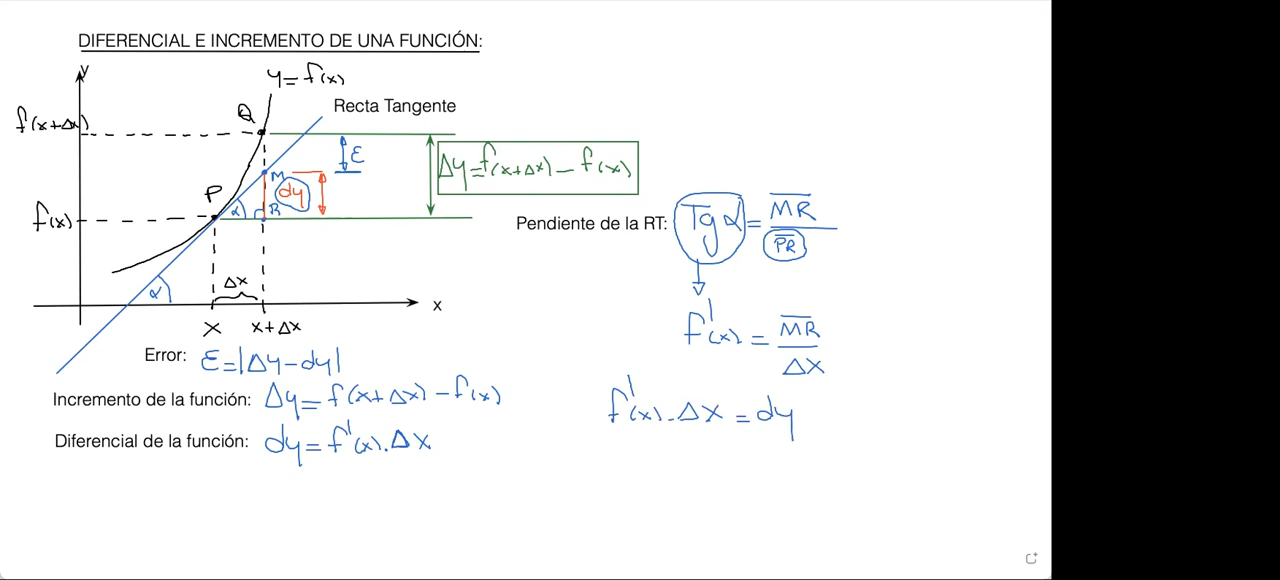 DIFERENCIAL E INCREMENTO DE UNA FUNCIÓN:
y
y=f(x)
Recta Tangente
f(x+Δx)
Q
ε
Δy=f(x+Δx)-f(x)
M
dy
P
α
R
f(x)
Pendiente de la RT: Tg α = MR/PR
α
Δx
x
x
x+Δx
f'(x) = MR/Δx
Error: ε=|Δy-dy|
Incremento de la función: Δy=f(x+Δx)-f(x)
f'(x).Δx=dy
Diferencial de la función: dy=f'(x).Δx